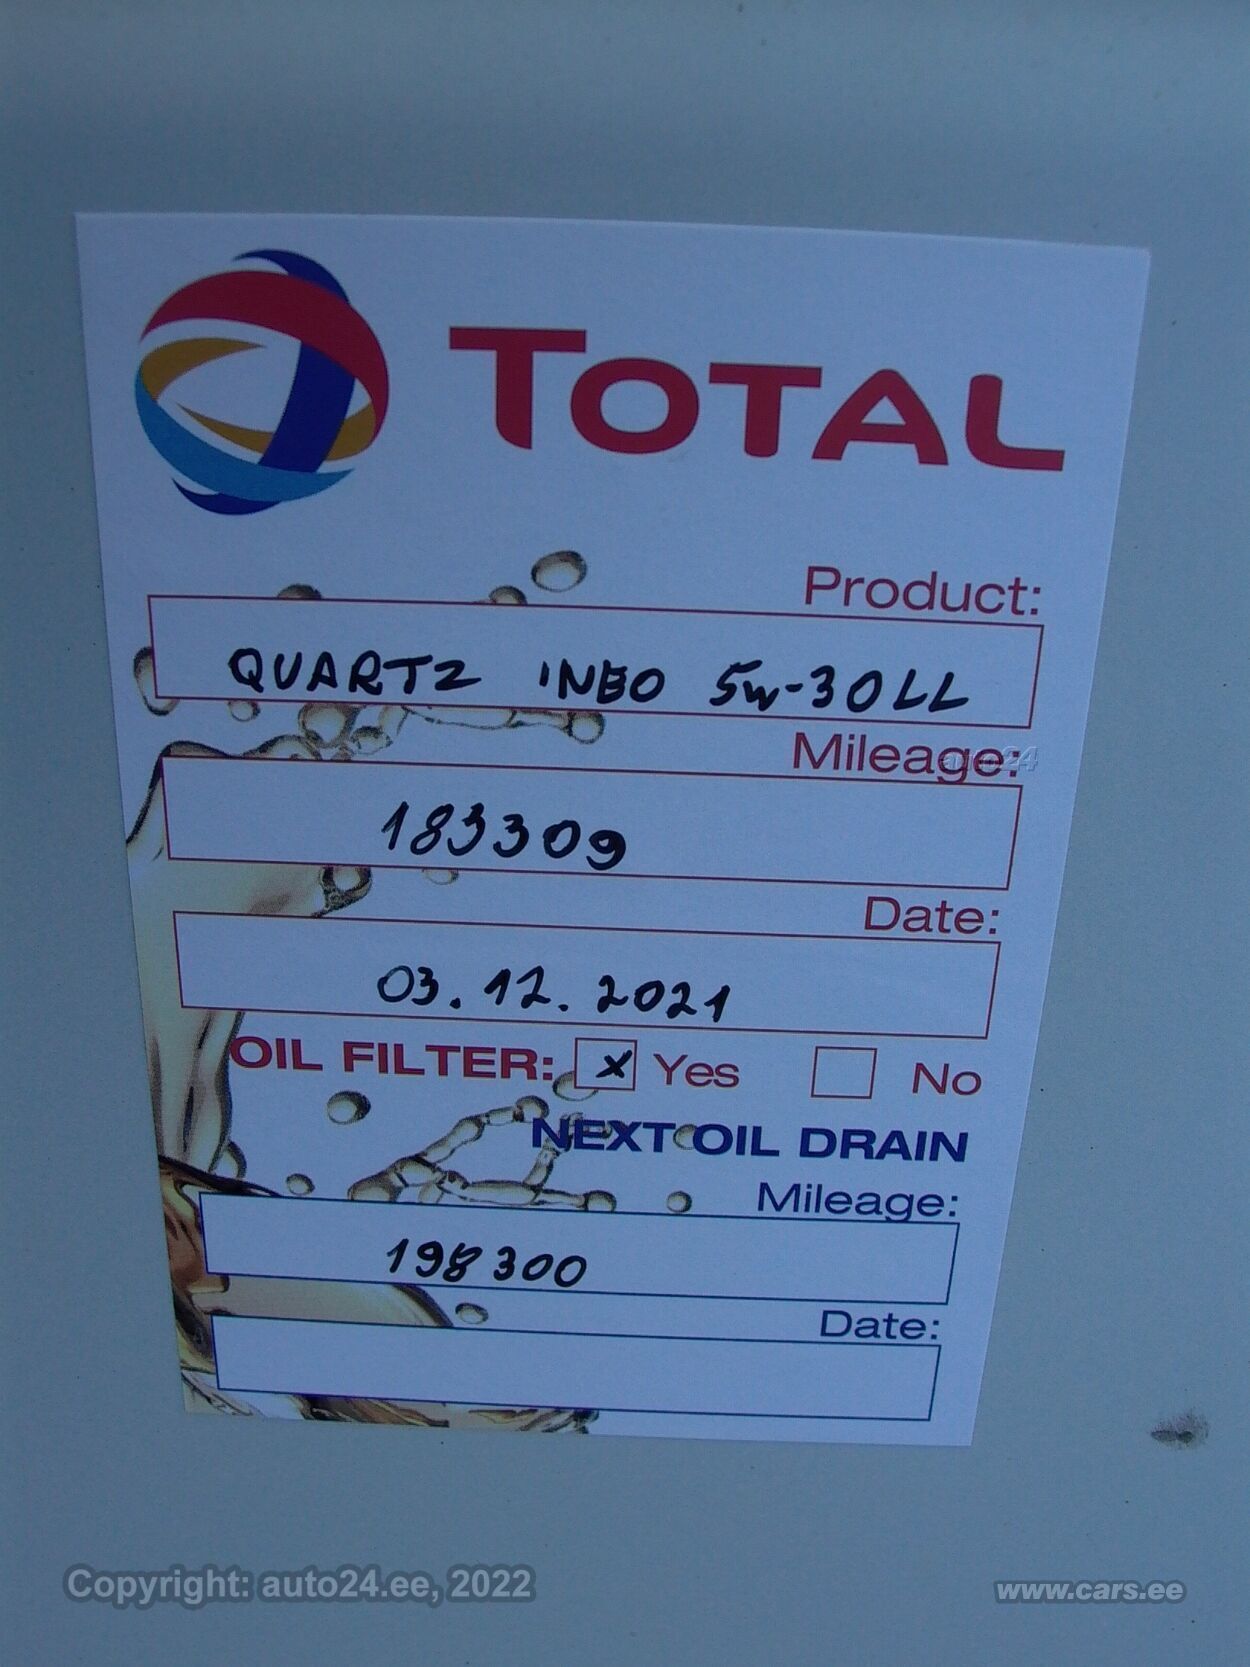 TOTAL
Product:
QUARTZ INEO 5W-30LL
Mileage:
auto24
183309
Date:
03.12.2021
OIL FILTER: x Yes No
NEXT OIL DRAIN
Mileage:
198300
Date:
Copyright: auto24.ee, 2022
www.cars.ee